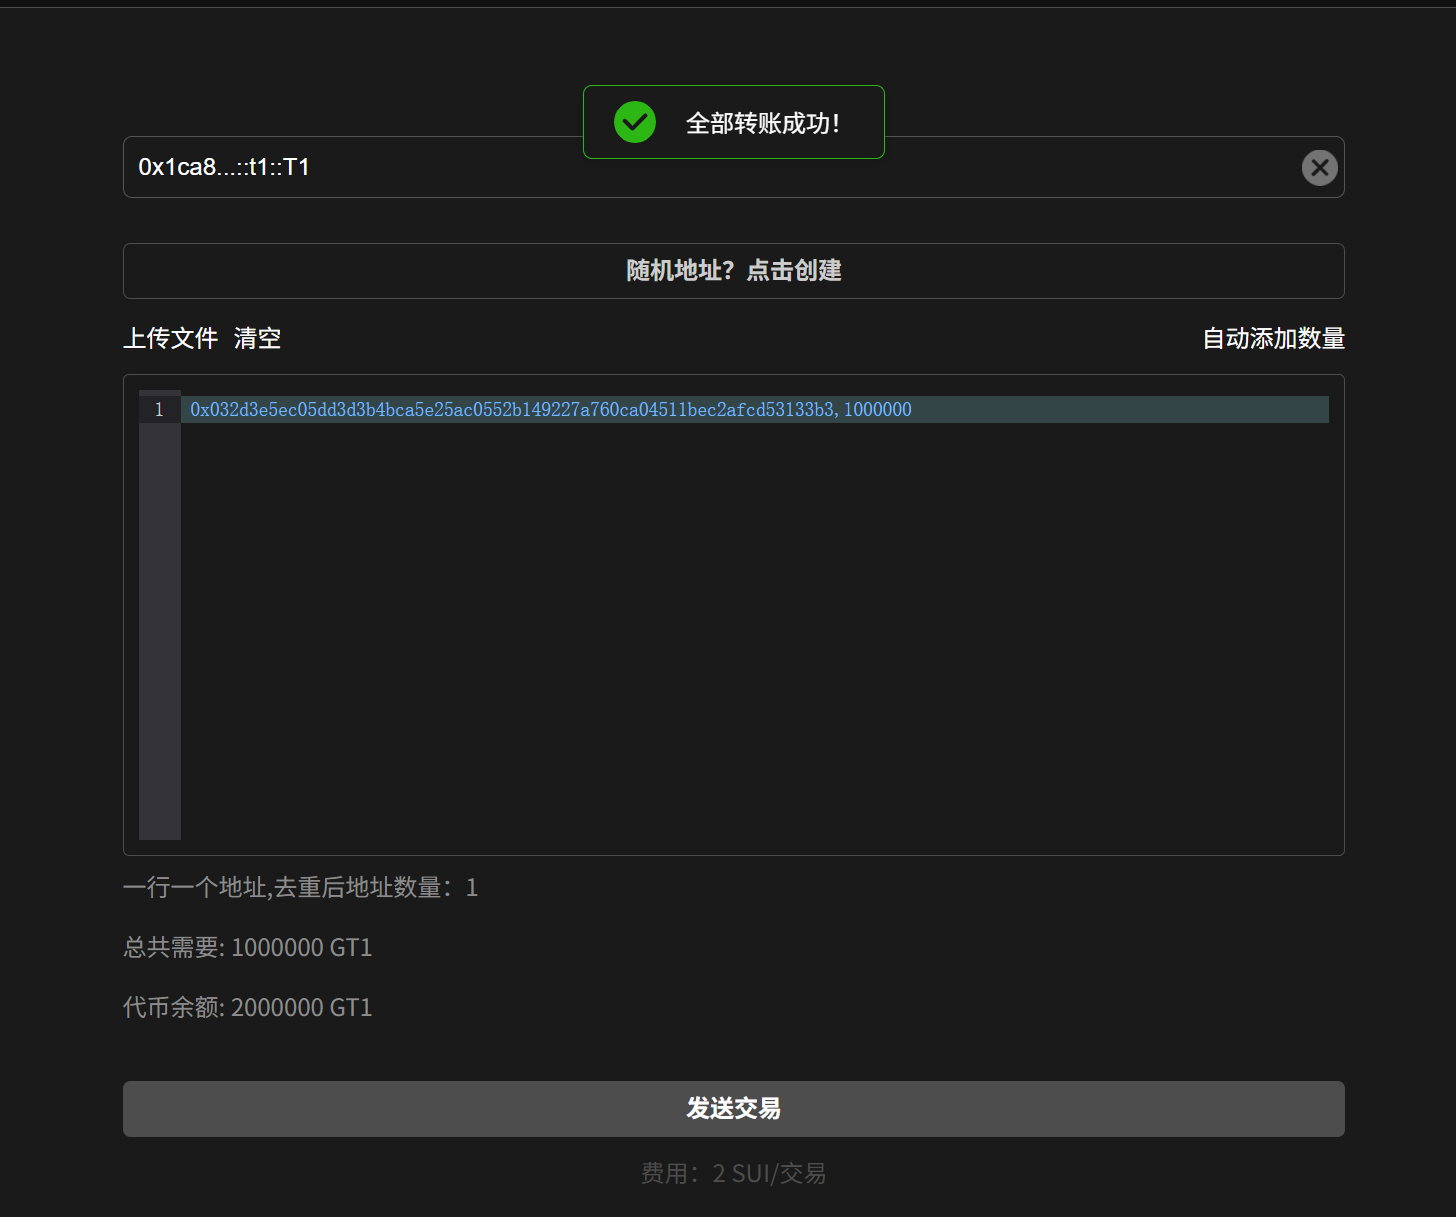 全部转账成功！
0x1ca8...::t1::T1
随机地址？点击创建
上传文件 清空 自动添加数量
1 0x032d3e5ec05dd3d3b4bca5e25ac0552b149227a760ca04511bec2afcd53133b3,1000000
一行一个地址,去重后地址数量：1
总共需要: 1000000 GT1
代币余额: 2000000 GT1
发送交易
费用：2 SUI/交易